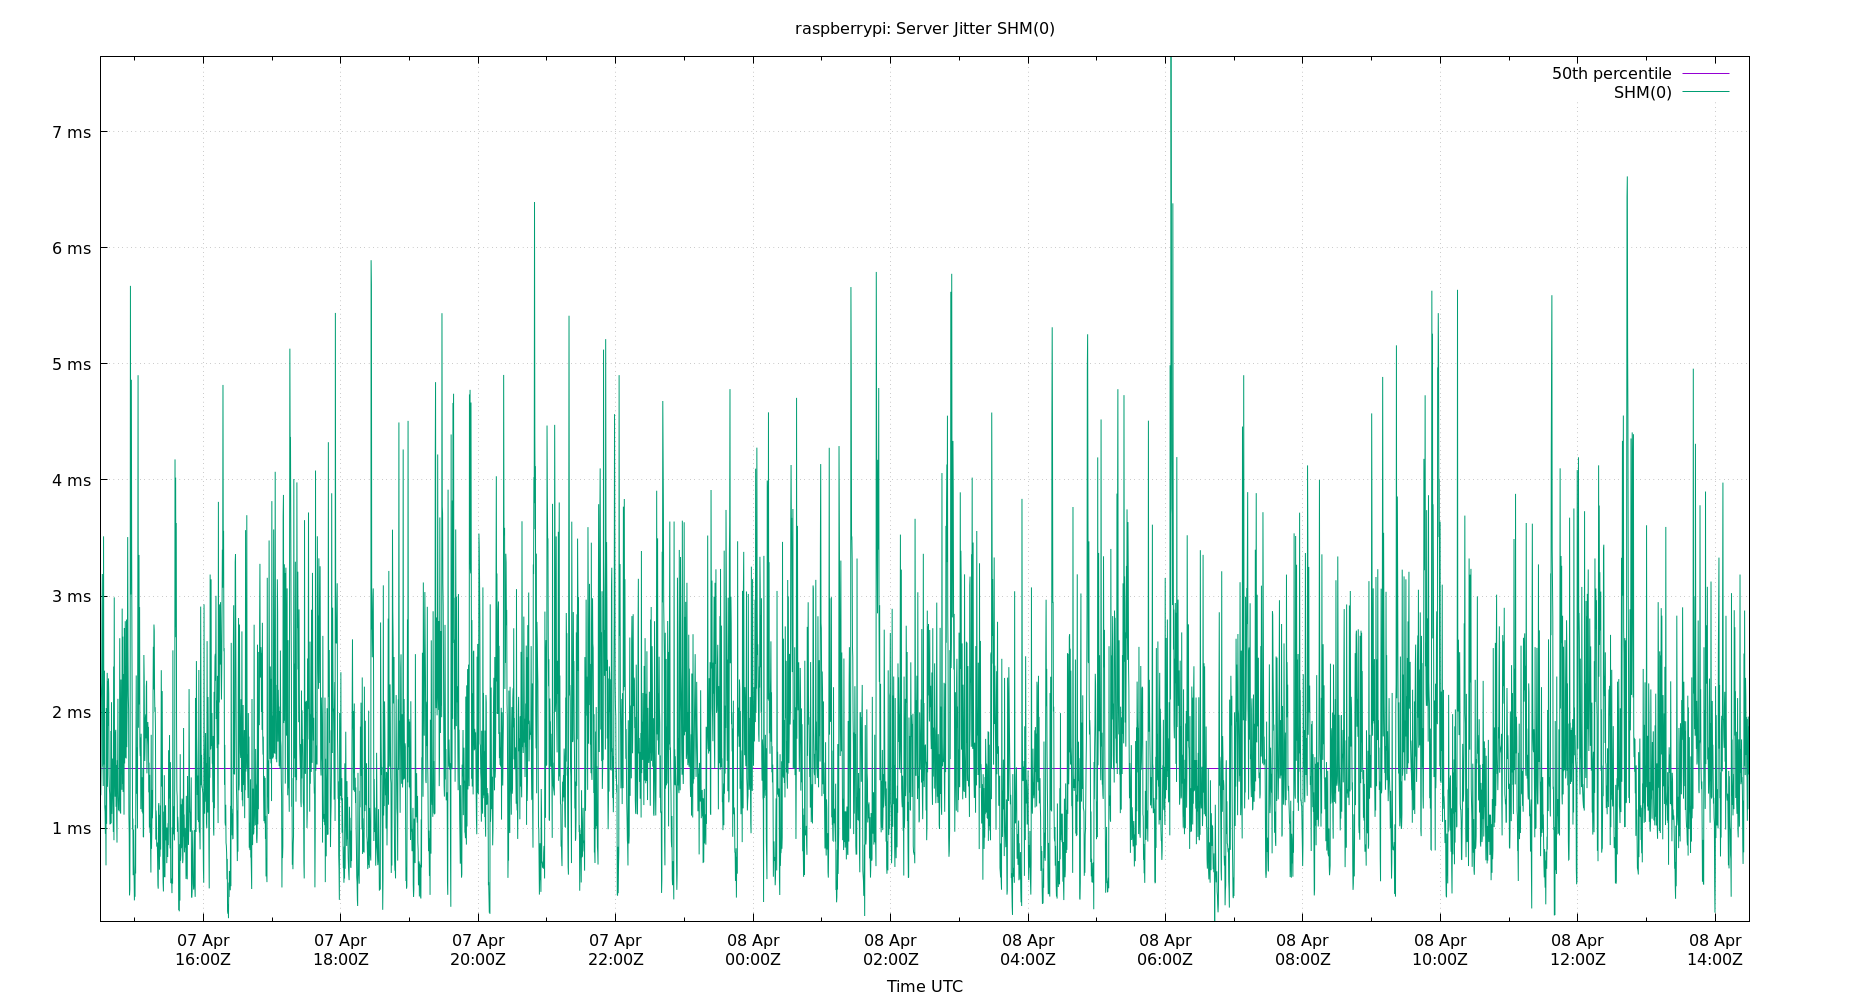 raspberrypi: Server Jitter SHM(0)
50th percentile
SHM(0)
7 ms
6 ms
5 ms
4 ms
3 ms
2 ms
1 ms
07 Apr 07 Apr 07 Apr 07 Apr 08 Apr 08 Apr 08 Apr 08 Apr 08 Apr 08 Apr 08 Apr 08 Apr
16:00Z 18:00Z 20:00Z 22:00Z 00:00Z 02:00Z 04:00Z 06:00Z 08:00Z 10:00Z 12:00Z 14:00Z
Time UTC